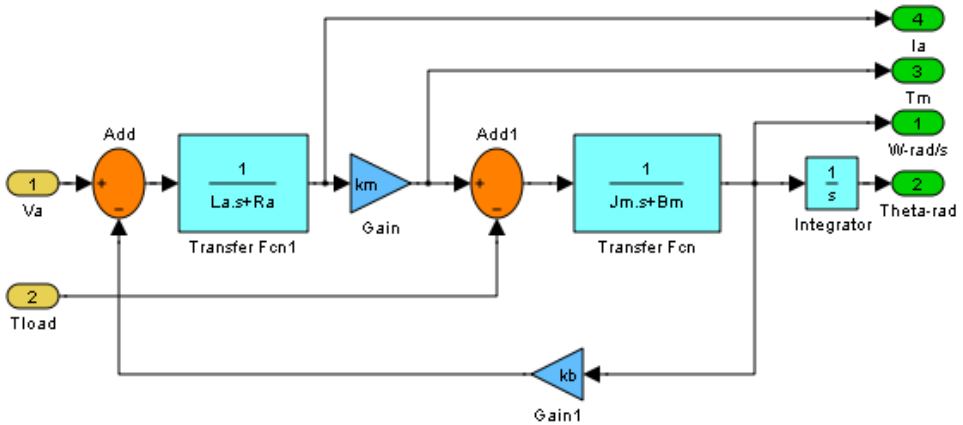 4
Ia
3
Tm
Add
Add1
1
W-rad/s
1
Va
+
−
1
La.s+Ra
Transfer Fcn1
km
Gain
+
−
1
Jm.s+Bm
Transfer Fcn
1
s
Integrator
2
Theta-rad
2
Tload
kb
Gain1